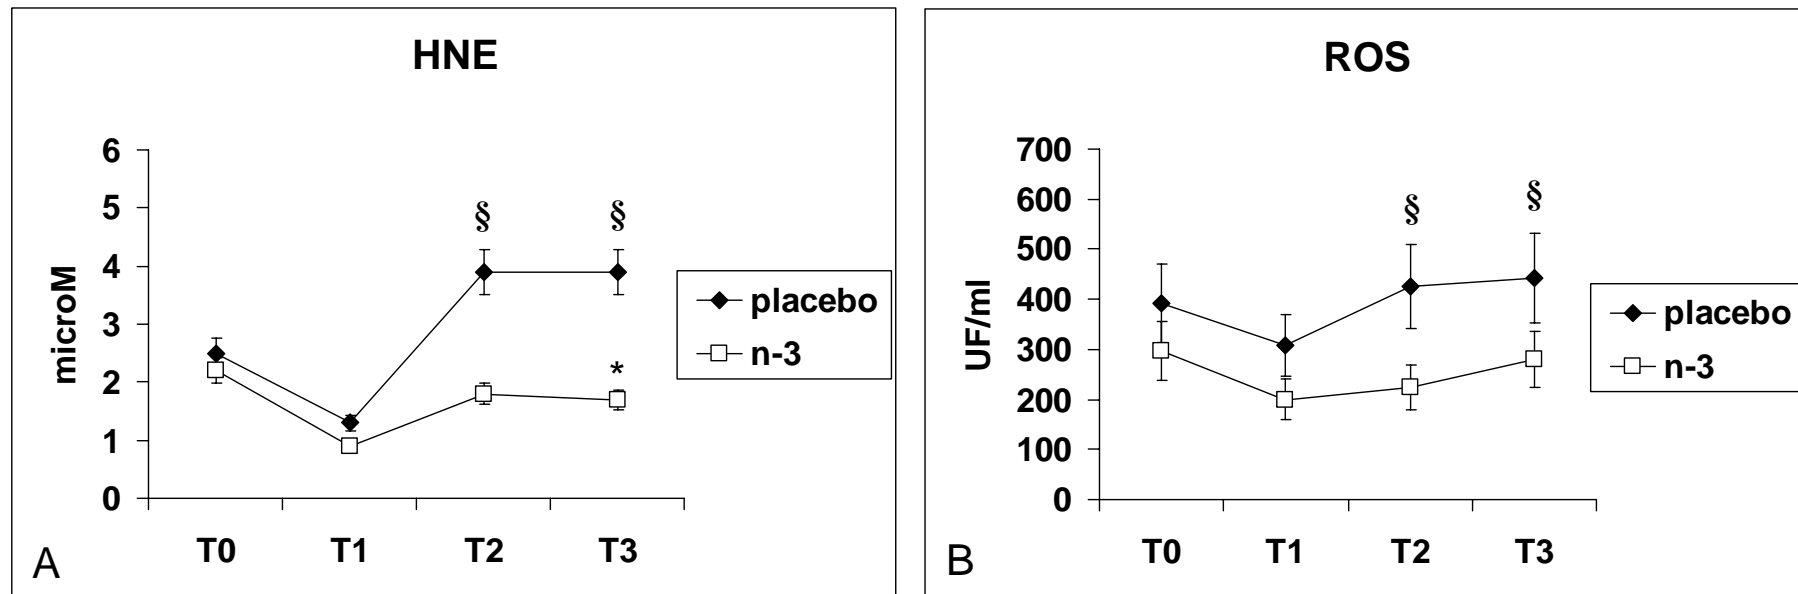 HNE
6
5
4
3
2
1
0
microM
§ §
*
T0 T1 T2 T3
placebo
n-3
A
ROS
700
600
500
400
300
200
100
0
UF/ml
§ §
T0 T1 T2 T3
placebo
n-3
B